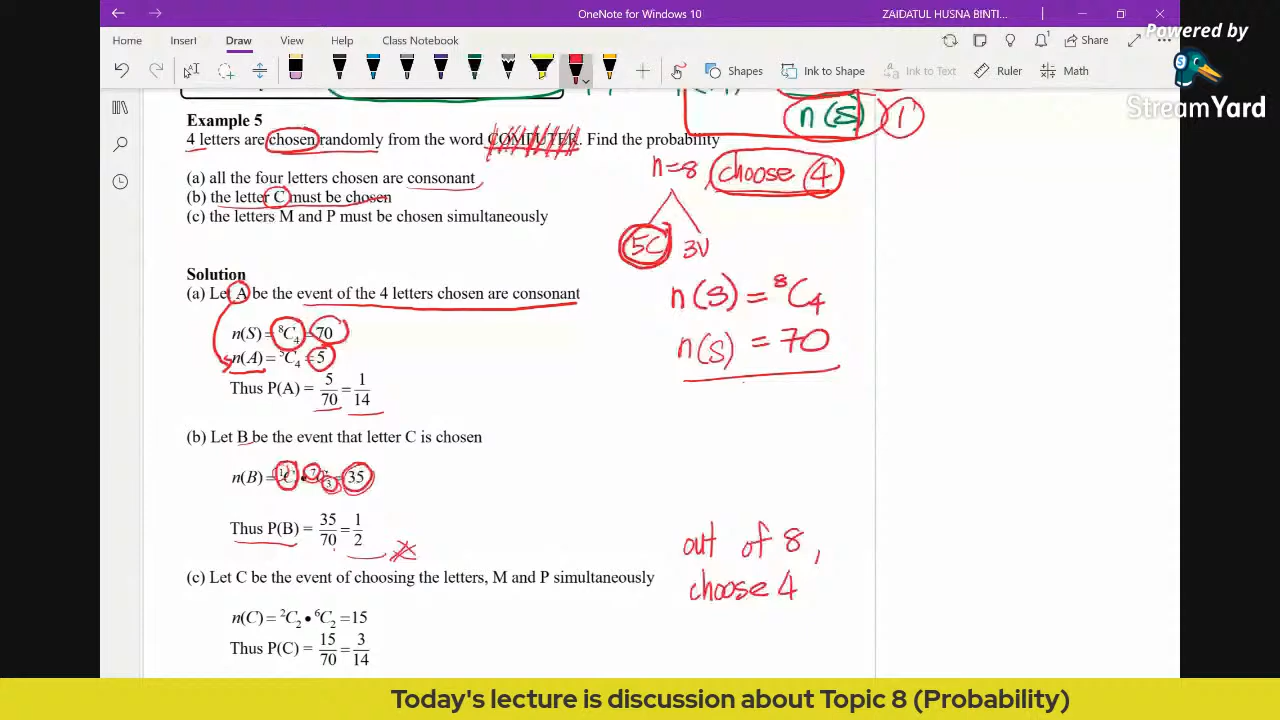 OneNote for Windows 10
ZAIDATUL HUSNA BINTI...
Powered by
StreamYard
Home Insert Draw View Help Class Notebook
Share
Shapes Ink to Shape Ink to Text Ruler Math
n(S) 1
Example 5
4 letters are chosen randomly from the word COMPUTER. Find the probability
n=8 choose 4
(a) all the four letters chosen are consonant
(b) the letter C must be chosen
(c) the letters M and P must be chosen simultaneously
5C 3V
Solution
(a) Let A be the event of the 4 letters chosen are consonant
n(S) = ⁸C₄
n(S) = 70
n(S) = ⁸C₄ = 70
n(A) = ⁵C₄ = 5
Thus P(A) = 5/70 = 1/14
(b) Let B be the event that letter C is chosen
n(B) = ¹C • ⁷C₃ = 35
Thus P(B) = 35/70 = 1/2
out of 8,
choose 4
(c) Let C be the event of choosing the letters, M and P simultaneously
n(C) = ²C₂ • ⁶C₂ =15
Thus P(C) = 15/70 = 3/14
Today's lecture is discussion about Topic 8 (Probability)